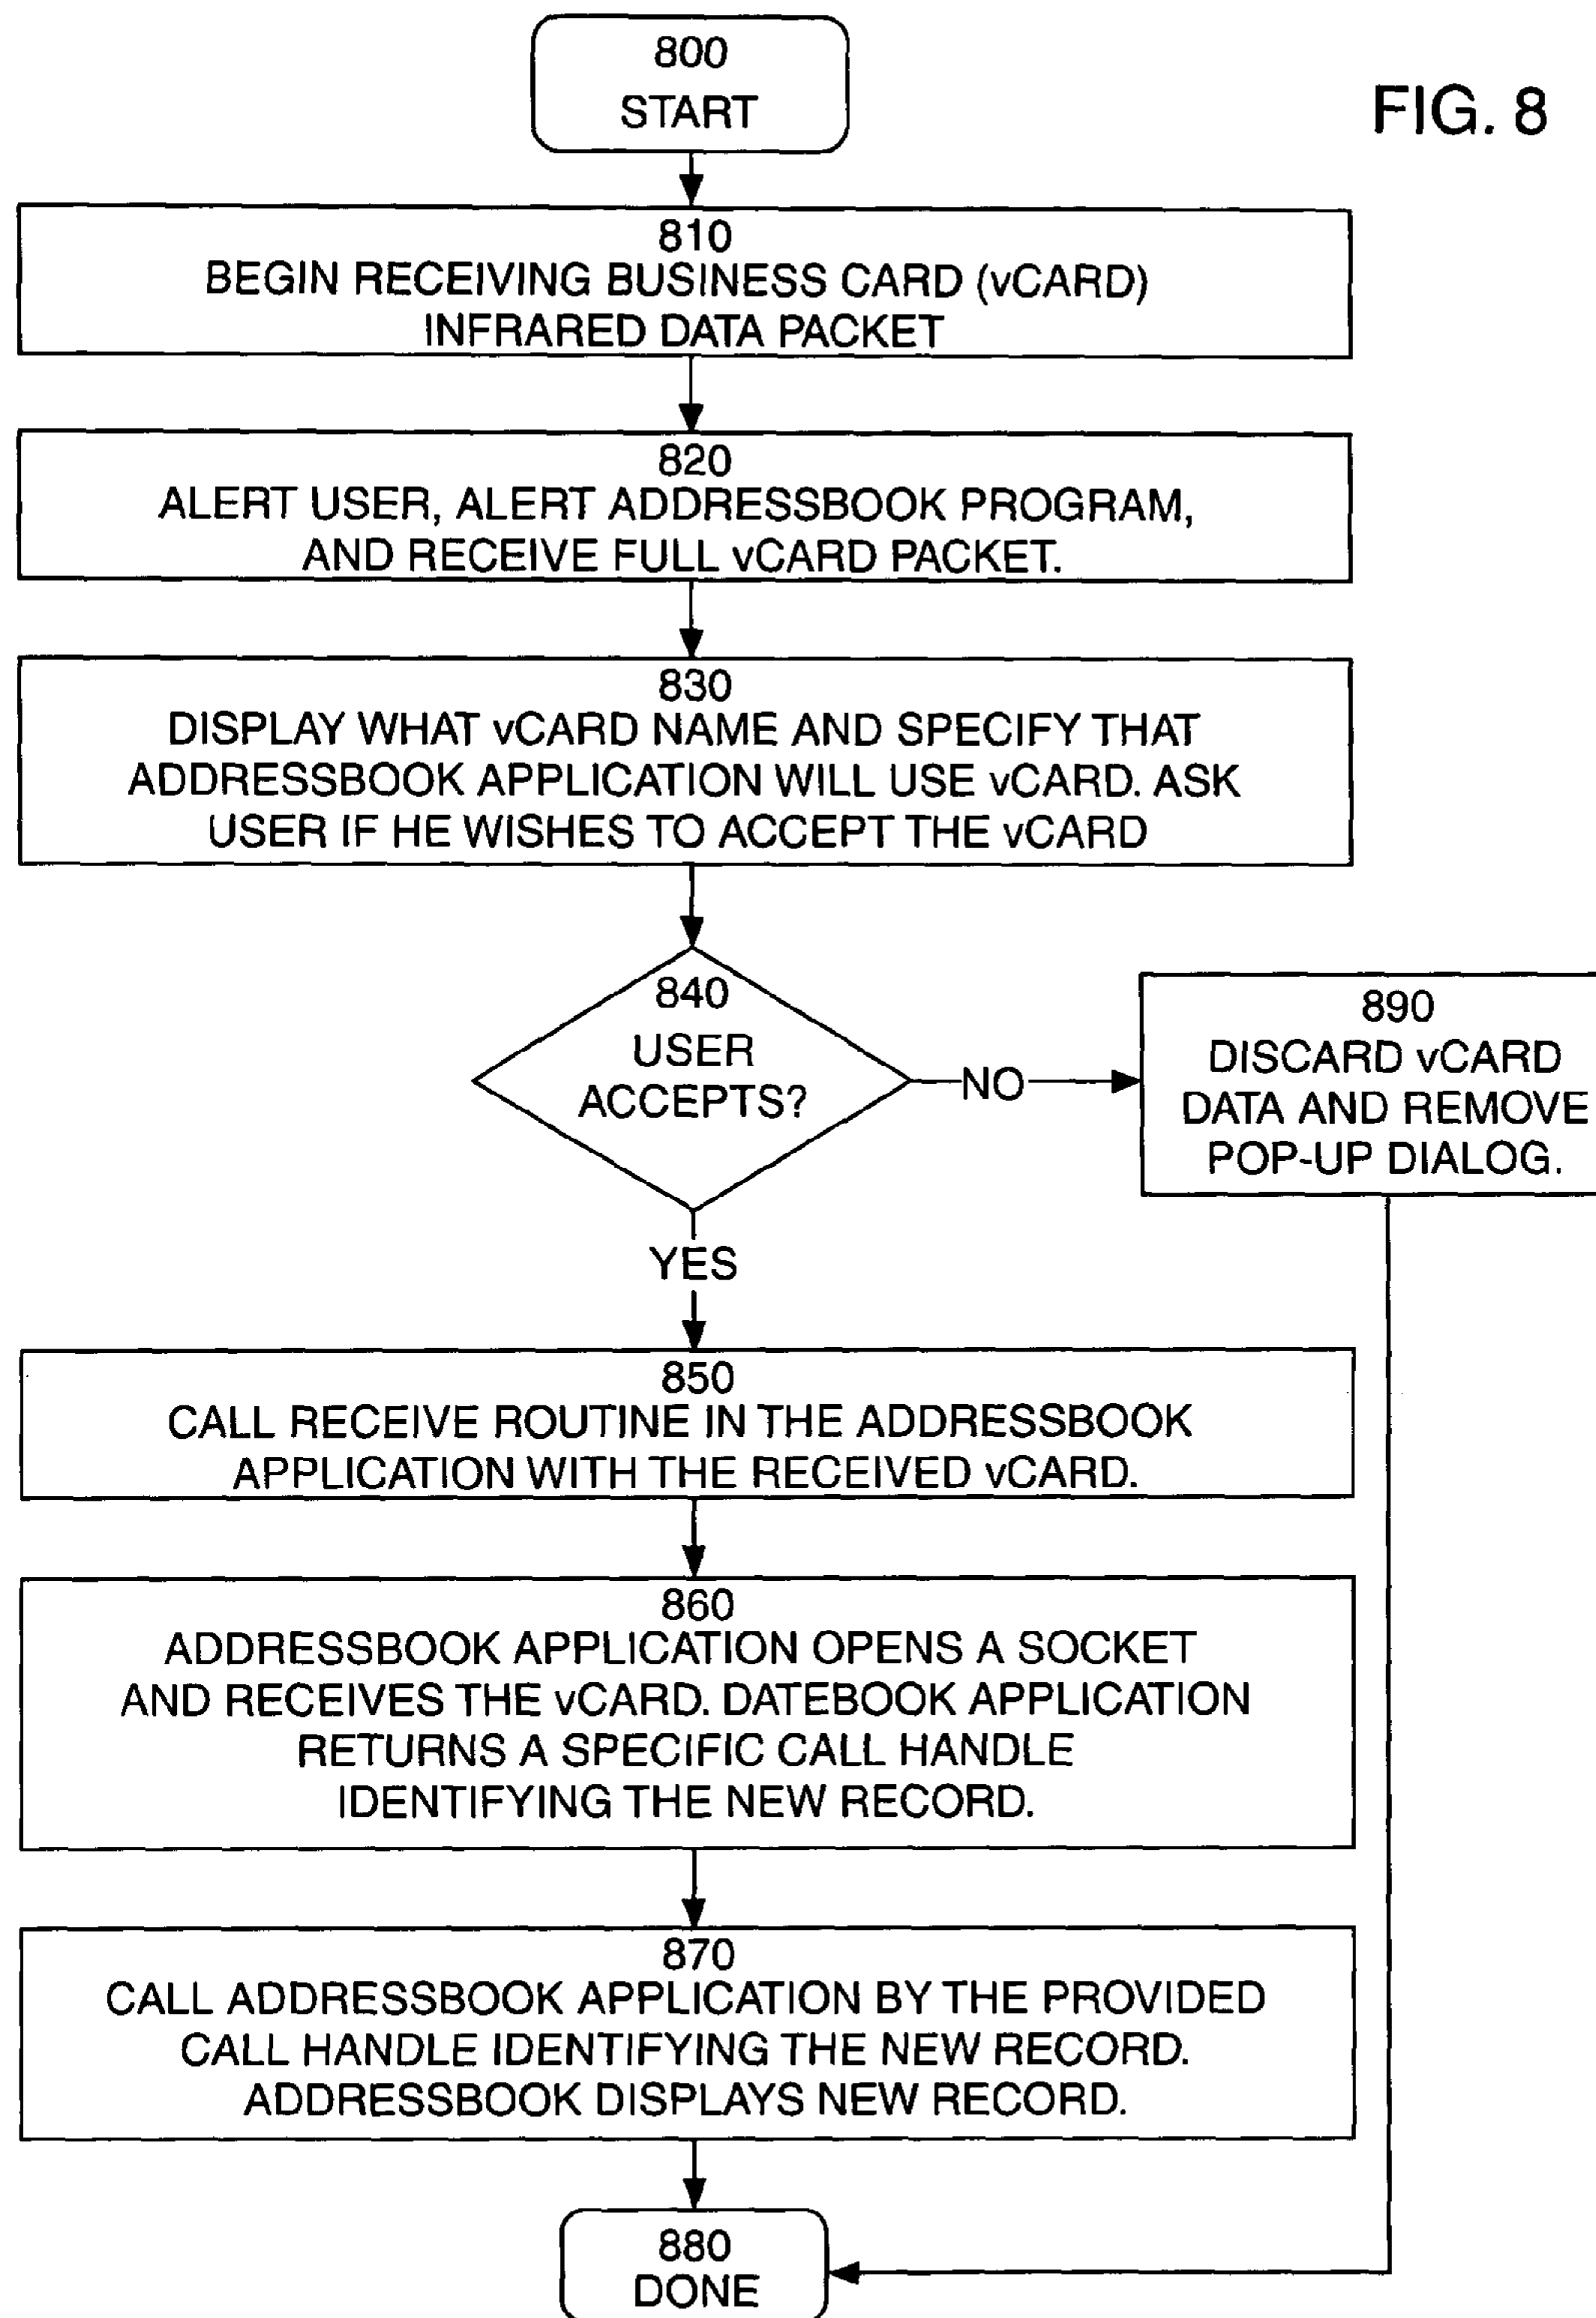 800
START
FIG. 8
810
BEGIN RECEIVING BUSINESS CARD (vCARD)
INFRARED DATA PACKET
820
ALERT USER, ALERT ADDRESSBOOK PROGRAM,
AND RECEIVE FULL vCARD PACKET.
830
DISPLAY WHAT vCARD NAME AND SPECIFY THAT
ADDRESSBOOK APPLICATION WILL USE vCARD. ASK
USER IF HE WISHES TO ACCEPT THE vCARD
840
USER
ACCEPTS?
NO
890
DISCARD vCARD
DATA AND REMOVE
POP-UP DIALOG.
YES
850
CALL RECEIVE ROUTINE IN THE ADDRESSBOOK
APPLICATION WITH THE RECEIVED vCARD.
860
ADDRESSBOOK APPLICATION OPENS A SOCKET
AND RECEIVES THE vCARD. DATEBOOK APPLICATION
RETURNS A SPECIFIC CALL HANDLE
IDENTIFYING THE NEW RECORD.
870
CALL ADDRESSBOOK APPLICATION BY THE PROVIDED
CALL HANDLE IDENTIFYING THE NEW RECORD.
ADDRESSBOOK DISPLAYS NEW RECORD.
880
DONE